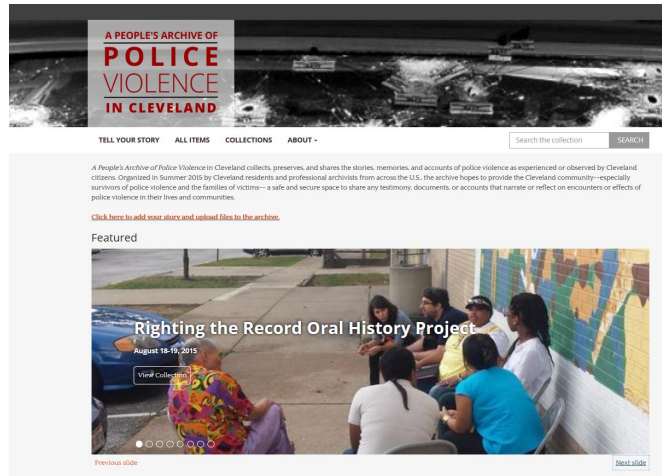 A PEOPLE'S ARCHIVE OF
POLICE
VIOLENCE
IN CLEVELAND
TELL YOUR STORY ALL ITEMS COLLECTIONS ABOUT
Search the collection SEARCH
A People's Archive of Police Violence in Cleveland collects, preserves, and shares the stories, memories, and accounts of police violence as experienced or observed by Cleveland
citizens. Organized in Summer 2015 by Cleveland residents and professional archivists from across the U.S., the archive hopes to provide the Cleveland community--especially
survivors of police violence and the families of victims-- a safe and secure space to share any testimony, documents, or accounts that narrate or reflect on encounters or effects of
police violence in their lives and communities.
Click here to add your story and upload files to the archive.
Featured
Righting the Record Oral History Project
August 18-19, 2015
View Collection
Previous slide Next slide